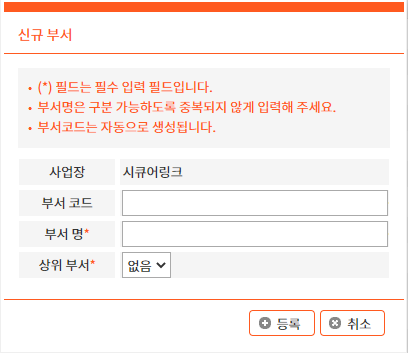 신규 부서
• (*) 필드는 필수 입력 필드입니다.
• 부서명은 구분 가능하도록 중복되지 않게 입력해 주세요.
• 부서코드는 자동으로 생성됩니다.
사업장 시큐어링크
부서 코드
부서 명*
상위 부서* 없음
등록 취소